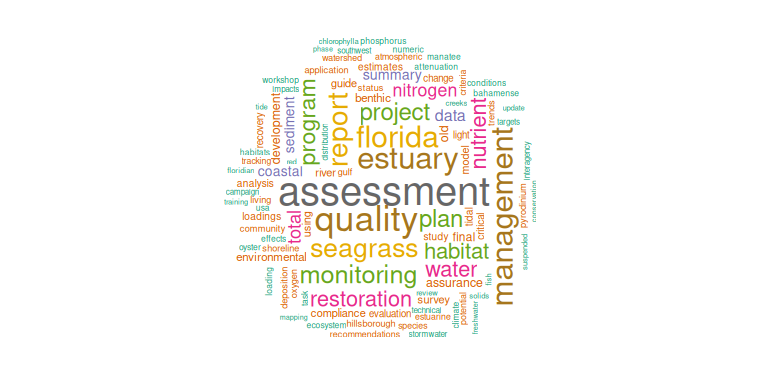 chlorophylla phosphorus
phase southwest numeric
watershed atmospheric manatee
application estimates attenuation
workshop summary change criteria conditions
impacts guide status nitrogen bahamense
tide program report benthic creeks trends update
recovery development sediment distribution project data light targets
habitats florida old nutrient
tracking red estuary model management Interagency
floridian coastal river gulf
analysis pyrodinium conservation
campaign living assessment
training usa
loadings total using quality plan tidal critical
community
effects study final suspended
oyster shoreline seagrass habitat
environmental
loading deposition oxygen monitoring water fish
task assurance
review solids
restoration survey climate potential freshwater
mapping compliance evaluation technical
estuarine
ecosystem hillsborough species
recommendations stormwater